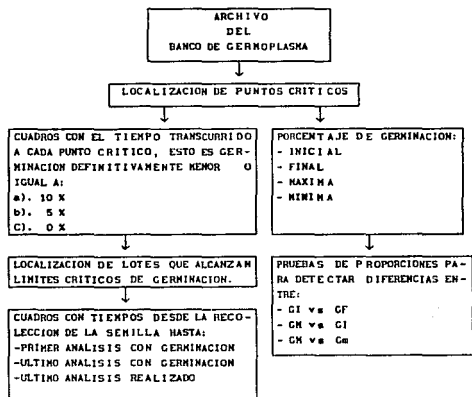 ARCHIVO
DEL
BANCO DE GERMOPLASMA
LOCALIZACION DE PUNTOS CRITICOS
CUADROS CON EL TIEMPO TRANSCURRIDO
A CADA PUNTO CRITICO, ESTO ES GER-
MINACION DEFINITIVAMENTE MENOR O
IGUAL A:
a). 10 %
b). 5 %
C). 0 %
PORCENTAJE DE GERMINACION:
- INICIAL
- FINAL
- MAXIMA
- MINIMA
LOCALIZACION DE LOTES QUE ALCANZAM
LIMITES CRITICOS DE GERMINACION.
PRUEBAS DE PROPORCIONES PA-
RA DETECTAR DIFERENCIAS EN-
TRE:
- GI vs GF
- GM vs GI
- GM vs Gm
CUADROS CON TIEMPOS DESDE LA RECO-
LECCION DE LA SEMILLA HASTA:
-PRIMER ANALISIS CON GERMINACION
-ULTIMO ANALISIS CON GERMINACION
-ULTIMO ANALISIS REALIZADO